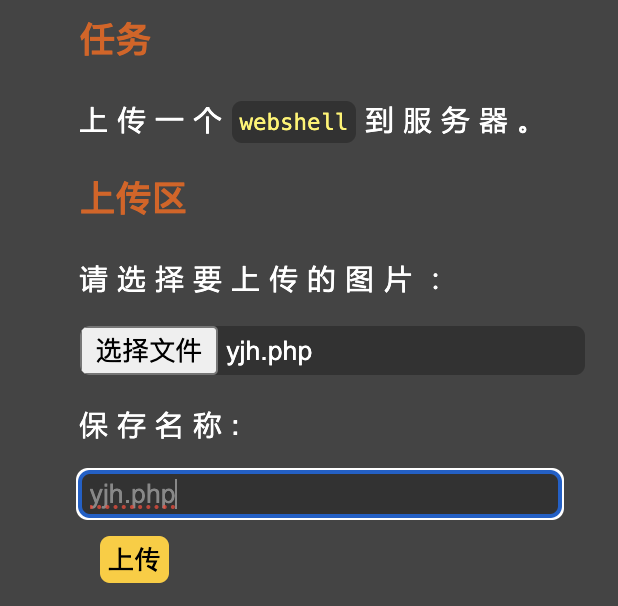 任务
上传一个 webshell 到服务器。
上传区
请选择要上传的图片：
选择文件 yjh.php
保存名称:
yjh.php
上传